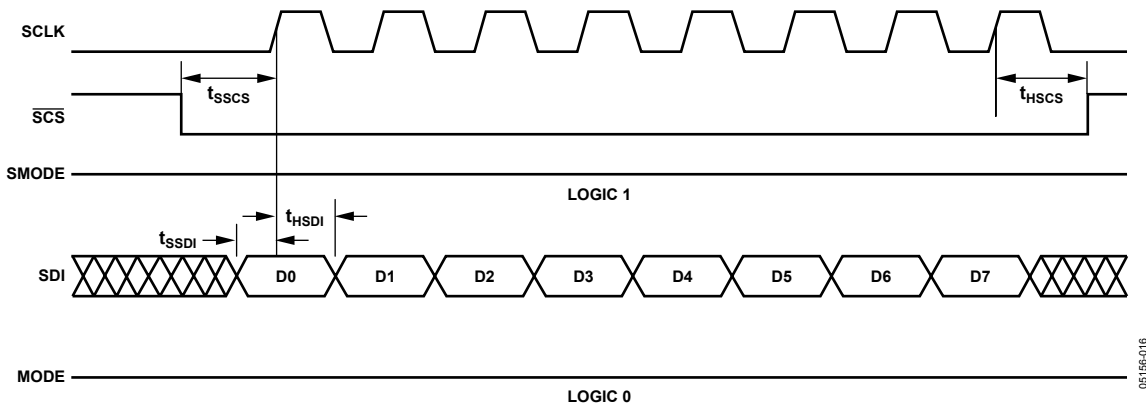 SCLK
tSSCS
tHSCS
SCS
SMODE
LOGIC 1
tHSDI
tSSDI
SDI
D0 D1 D2 D3 D4 D5 D6 D7
MODE
LOGIC 0
05156-016